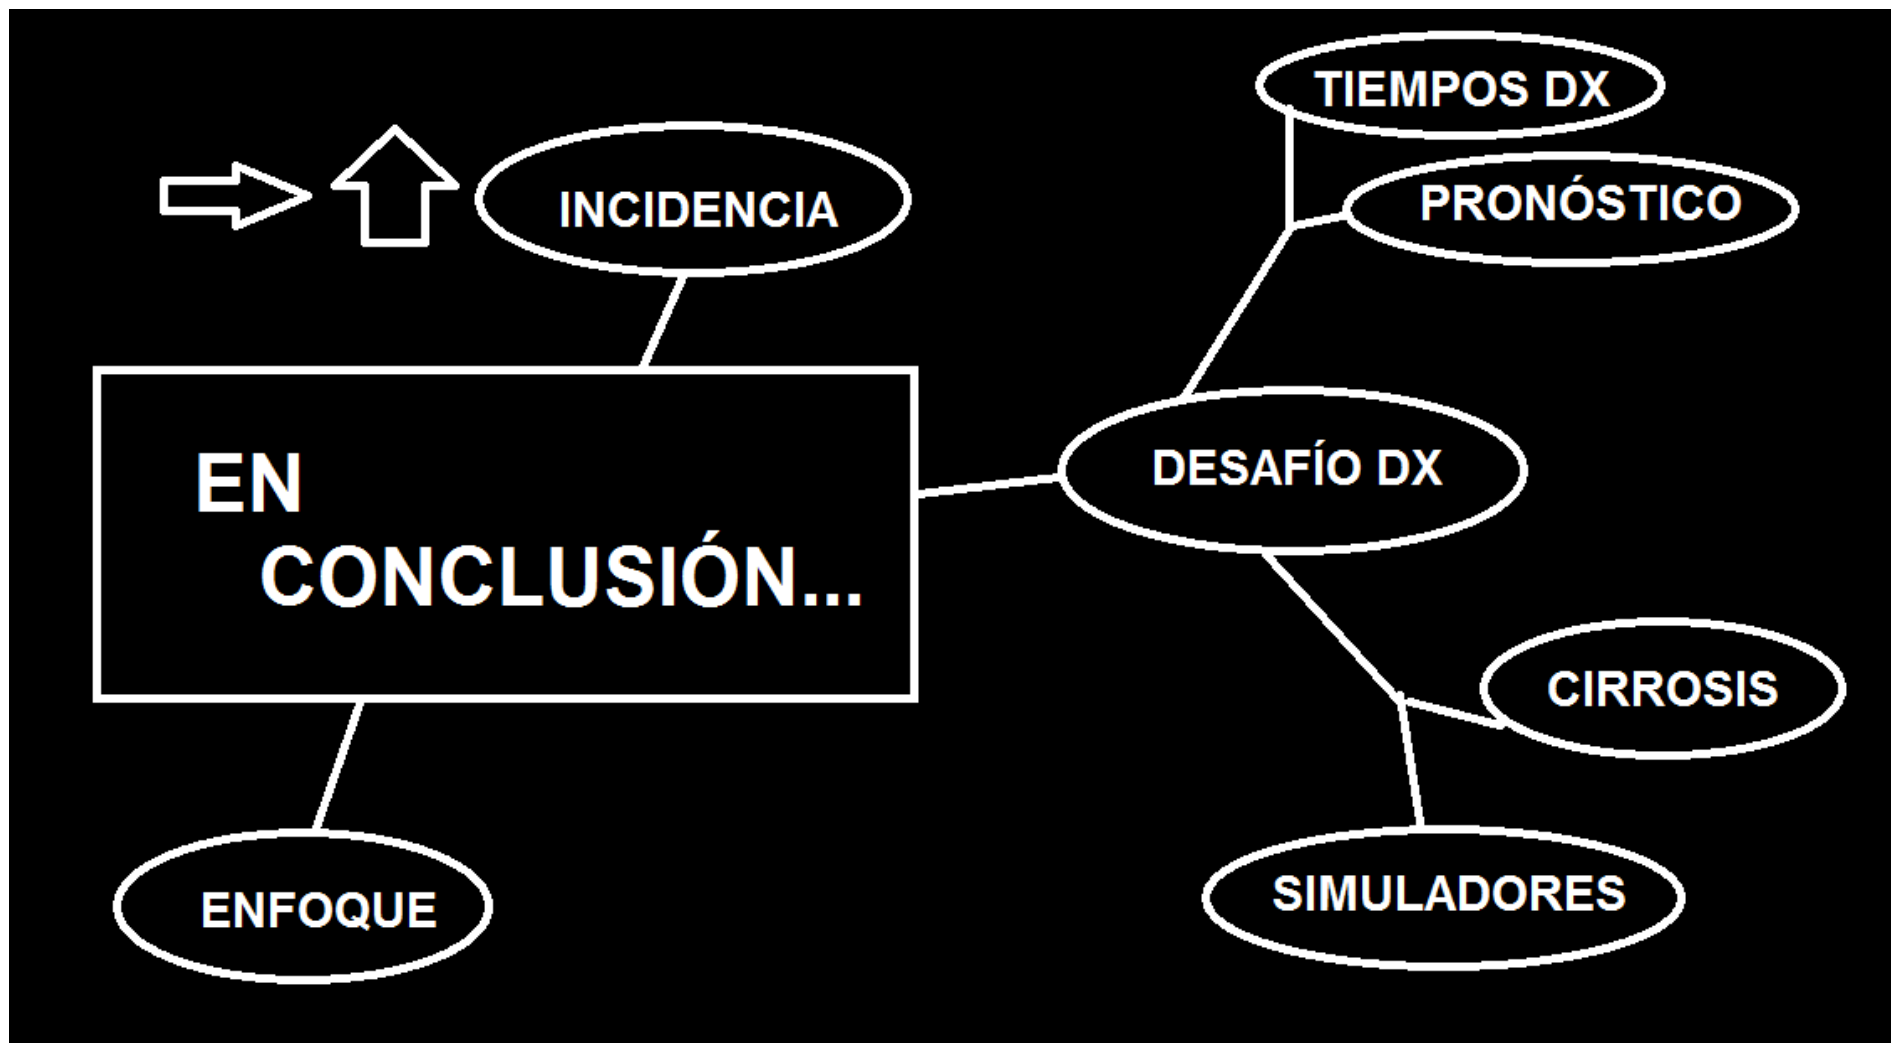 TIEMPOS DX
PRONÓSTICO
INCIDENCIA
EN
CONCLUSIÓN...
DESAFÍO DX
CIRROSIS
SIMULADORES
ENFOQUE